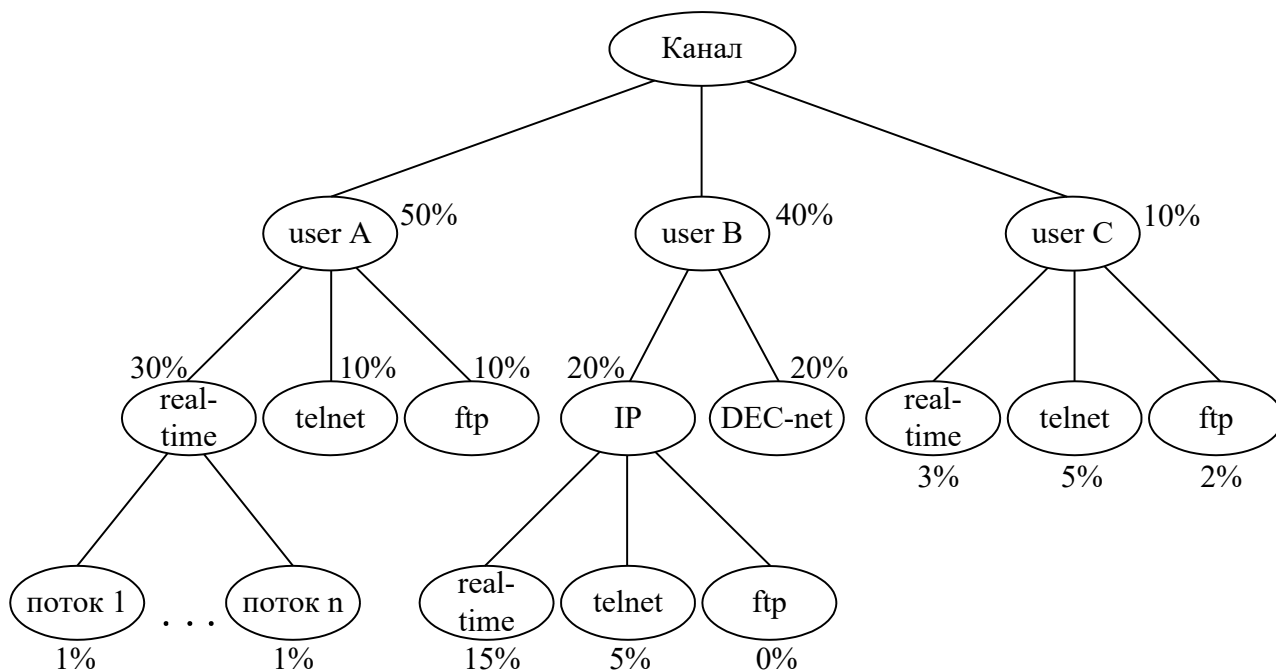 Канал
user A
50%
user B
40%
user C
10%
30%
10%
10%
20%
20%
real-
time
telnet
ftp
IP
DEC-net
real-
time
telnet
ftp
3%
5%
2%
поток 1
. . .
поток n
real-
time
telnet
ftp
1%
1%
15%
5%
0%